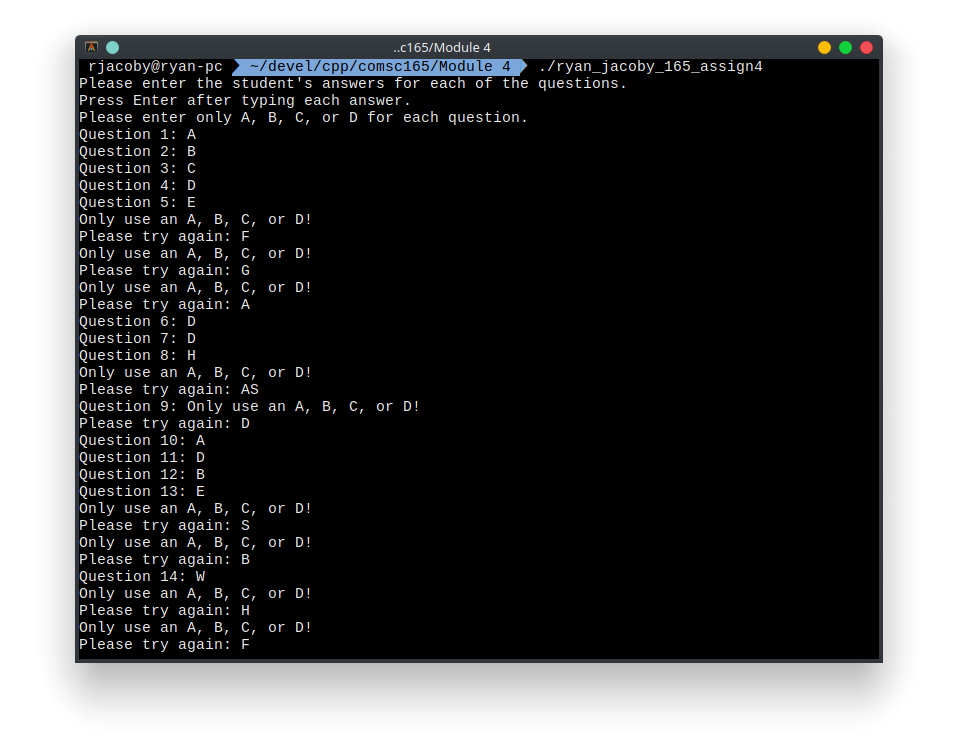 ..c165/Module 4
rjacoby@ryan-pc ~/devel/cpp/comsc165/Module 4 ./ryan_jacoby_165_assign4
Please enter the student's answers for each of the questions.
Press Enter after typing each answer.
Please enter only A, B, C, or D for each question.
Question 1: A
Question 2: B
Question 3: C
Question 4: D
Question 5: E
Only use an A, B, C, or D!
Please try again: F
Only use an A, B, C, or D!
Please try again: G
Only use an A, B, C, or D!
Please try again: A
Question 6: D
Question 7: D
Question 8: H
Only use an A, B, C, or D!
Please try again: AS
Question 9: Only use an A, B, C, or D!
Please try again: D
Question 10: A
Question 11: D
Question 12: B
Question 13: E
Only use an A, B, C, or D!
Please try again: S
Only use an A, B, C, or D!
Please try again: B
Question 14: W
Only use an A, B, C, or D!
Please try again: H
Only use an A, B, C, or D!
Please try again: F